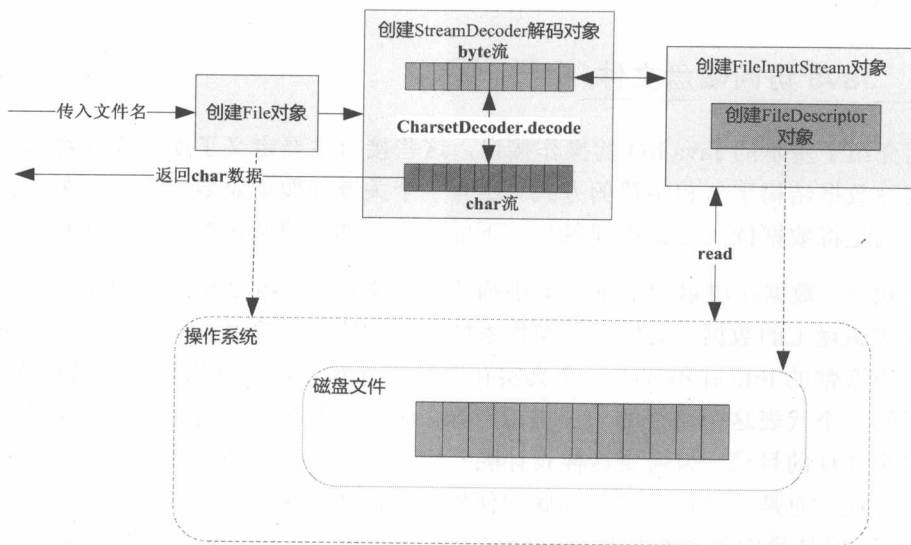 创建StreamDecoder解码对象
byte流
创建FileInputStream对象
传入文件名
创建File对象
创建FileDescriptor
对象
CharsetDecoder.decode
返回char数据
char流
read
操作系统
磁盘文件